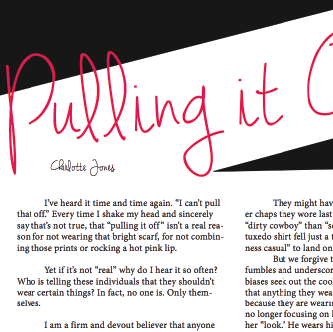 Pulling it
Charlotte Jones
I've heard it time and time again. "I can't pull
that off." Every time I shake my head and sincerely
say that's not true, that "pulling it off" isn't a real rea-
son for not wearing that bright scarf, for not combin-
ing those prints or rocking a hot pink lip.
Yet if it's not "real" why do I hear it so often?
Who is telling these individuals that they shouldn't
wear certain things? In fact, no one is. Only them-
selves.
I am a firm and devout believer that anyone
They might hav
er chaps they wore last
"dirty cowboy" than "s
tuxedo shirt fell just a t
ness casual" to land on
But we forgive t
fumbles and underscor
biases seek out the cool
that anything they wea
because they are wearin
no longer focusing on i
her "look.' He wears hi